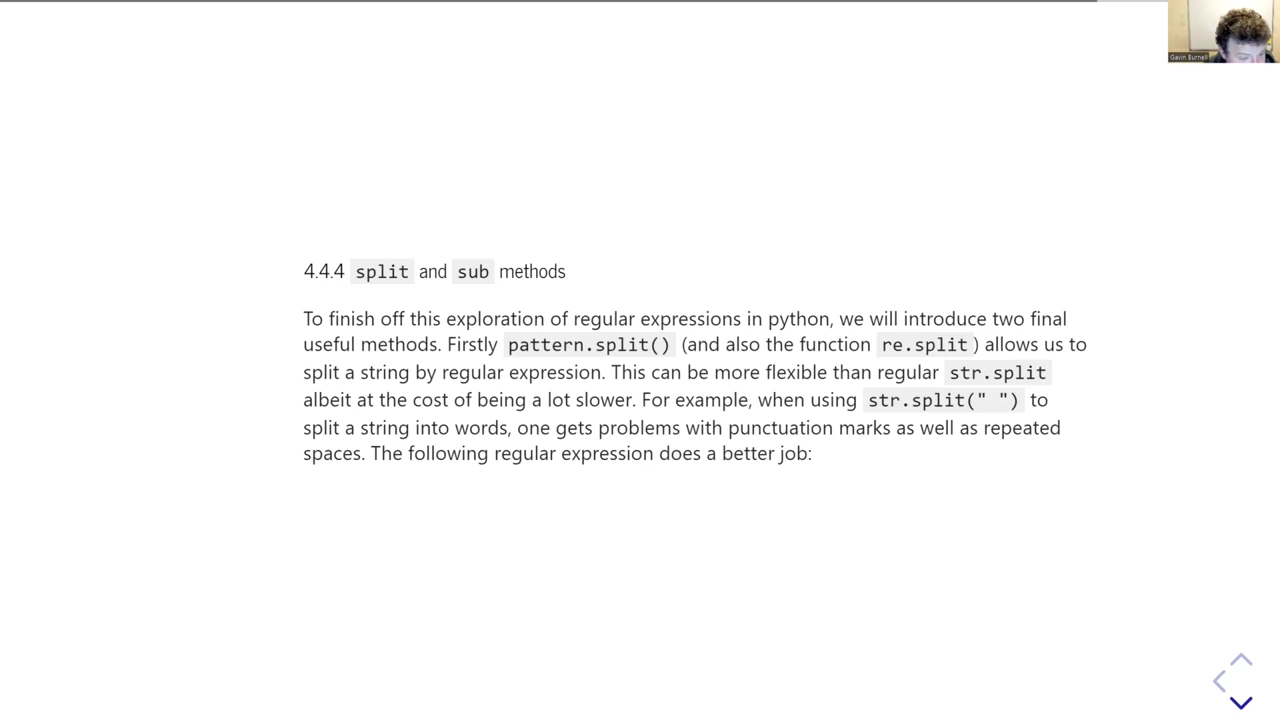 Gavin Burnell
4.4.4 split and sub methods
To finish off this exploration of regular expressions in python, we will introduce two final
useful methods. Firstly pattern.split() (and also the function re.split) allows us to
split a string by regular expression. This can be more flexible than regular str.split
albeit at the cost of being a lot slower. For example, when using str.split(" ") to
split a string into words, one gets problems with punctuation marks as well as repeated
spaces. The following regular expression does a better job: